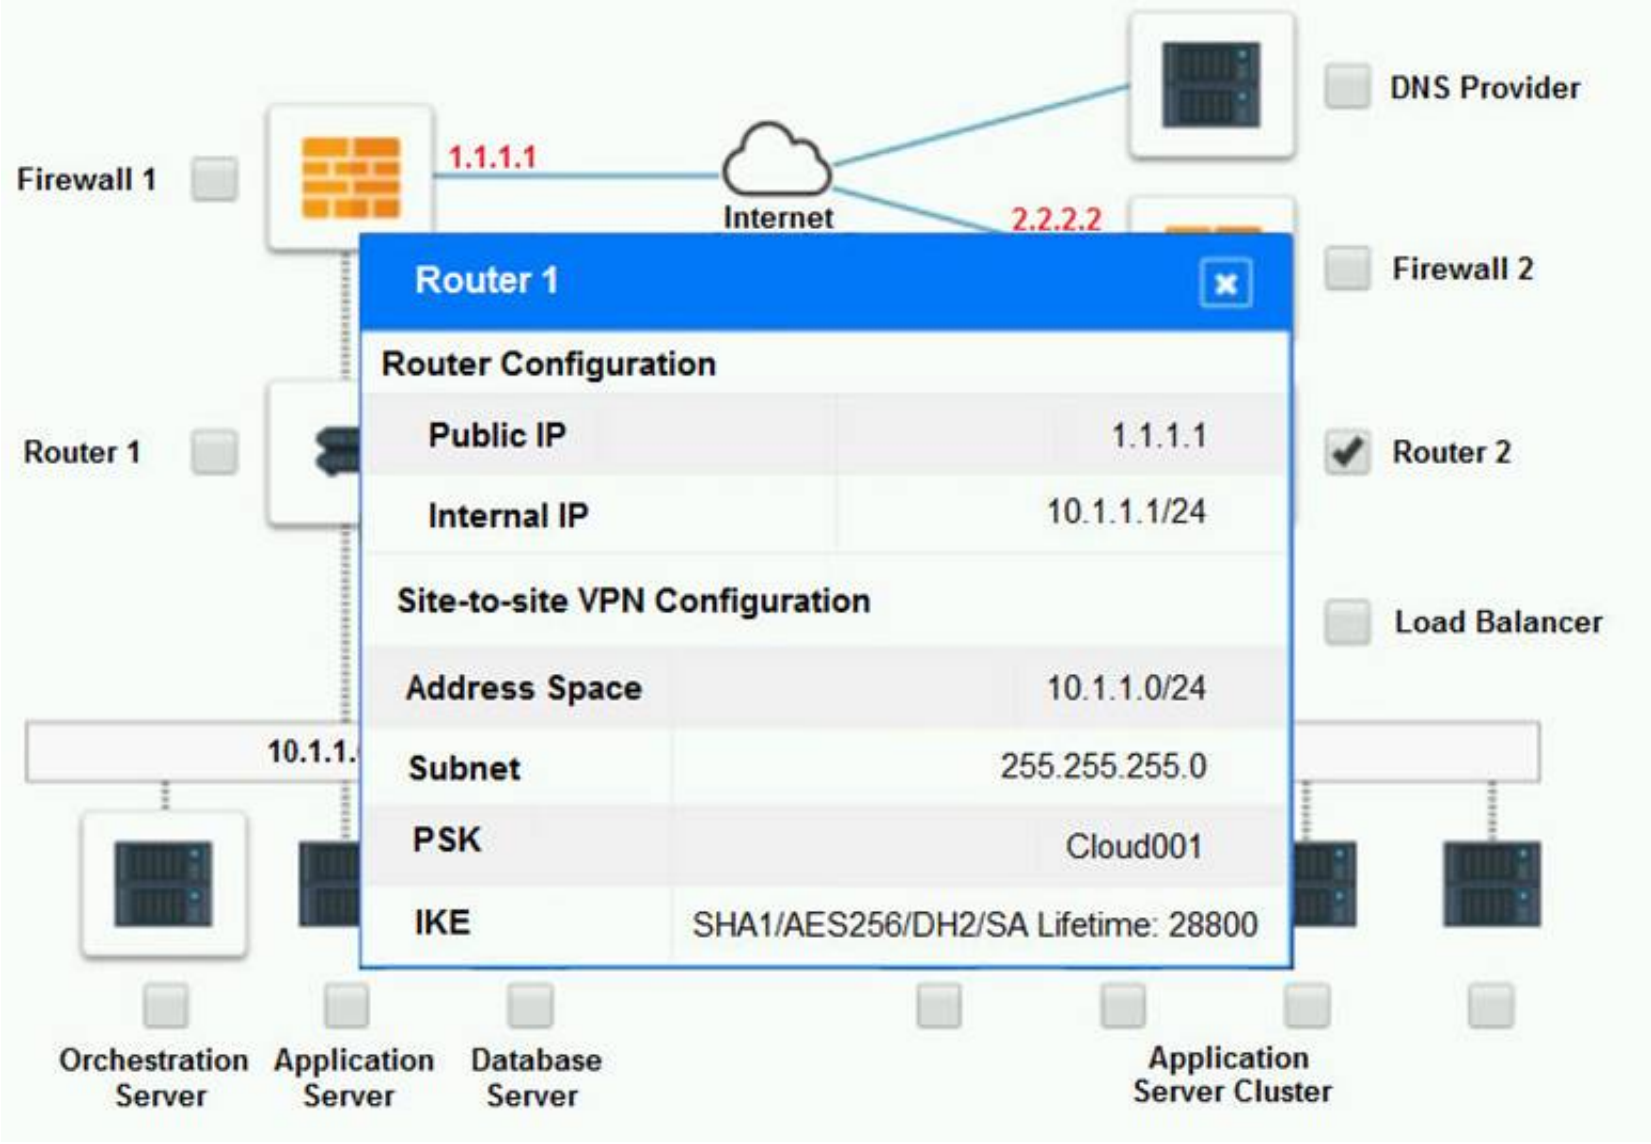 DNS Provider
Firewall 1
1.1.1.1
Internet
2.2.2.2
Firewall 2
Router 1
Router Configuration
Public IP 1.1.1.1
Internal IP 10.1.1.1/24
Site-to-site VPN Configuration
Address Space 10.1.1.0/24
Subnet 255.255.255.0
PSK Cloud001
IKE SHA1/AES256/DH2/SA Lifetime: 28800
Router 1
Router 2
Load Balancer
10.1.1.
Orchestration
Server
Application
Server
Database
Server
Application
Server Cluster